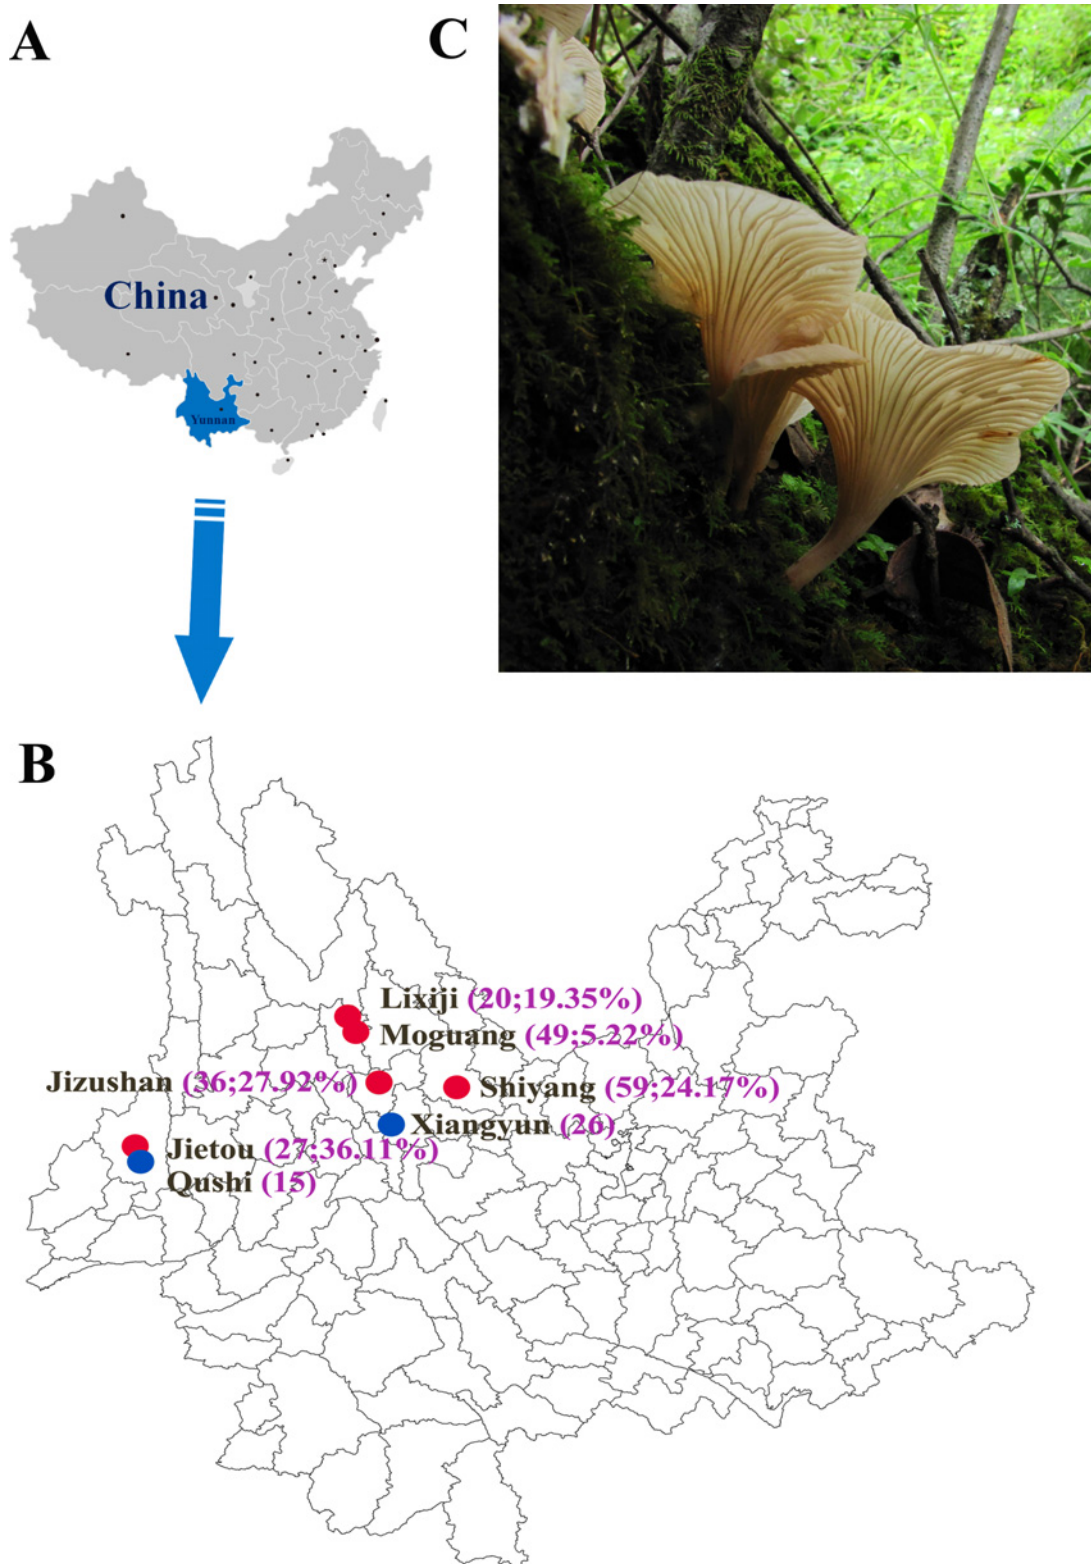 A
C
China
Yunnan
B
Lixiji (20;19.35%)
Moguang (49;5.22%)
Jizushan (36;27.92%)
Shiyang (59;24.17%)
Xiangyun (26)
Jietou (27;36.11%)
Qushi (15)